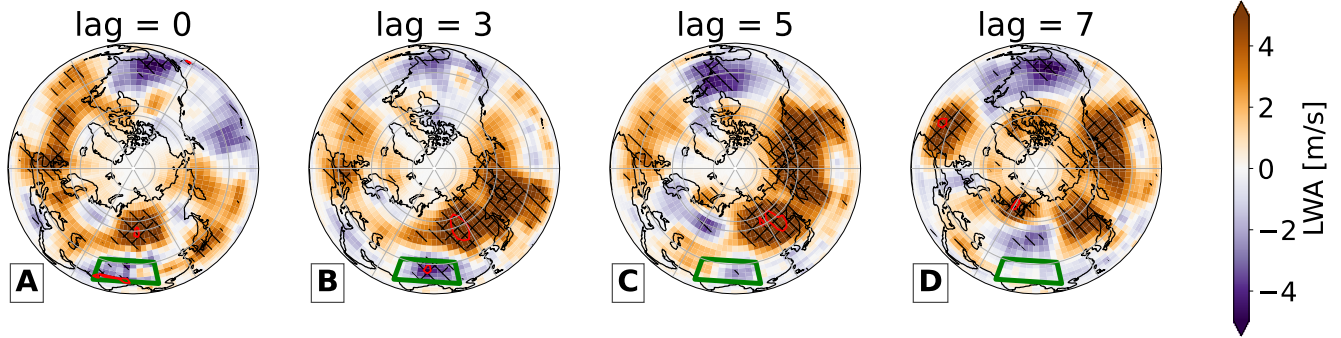 lag = 0
lag = 3
lag = 5
lag = 7
A
B
C
D
4
2
0
−2
−4
LWA [m/s]